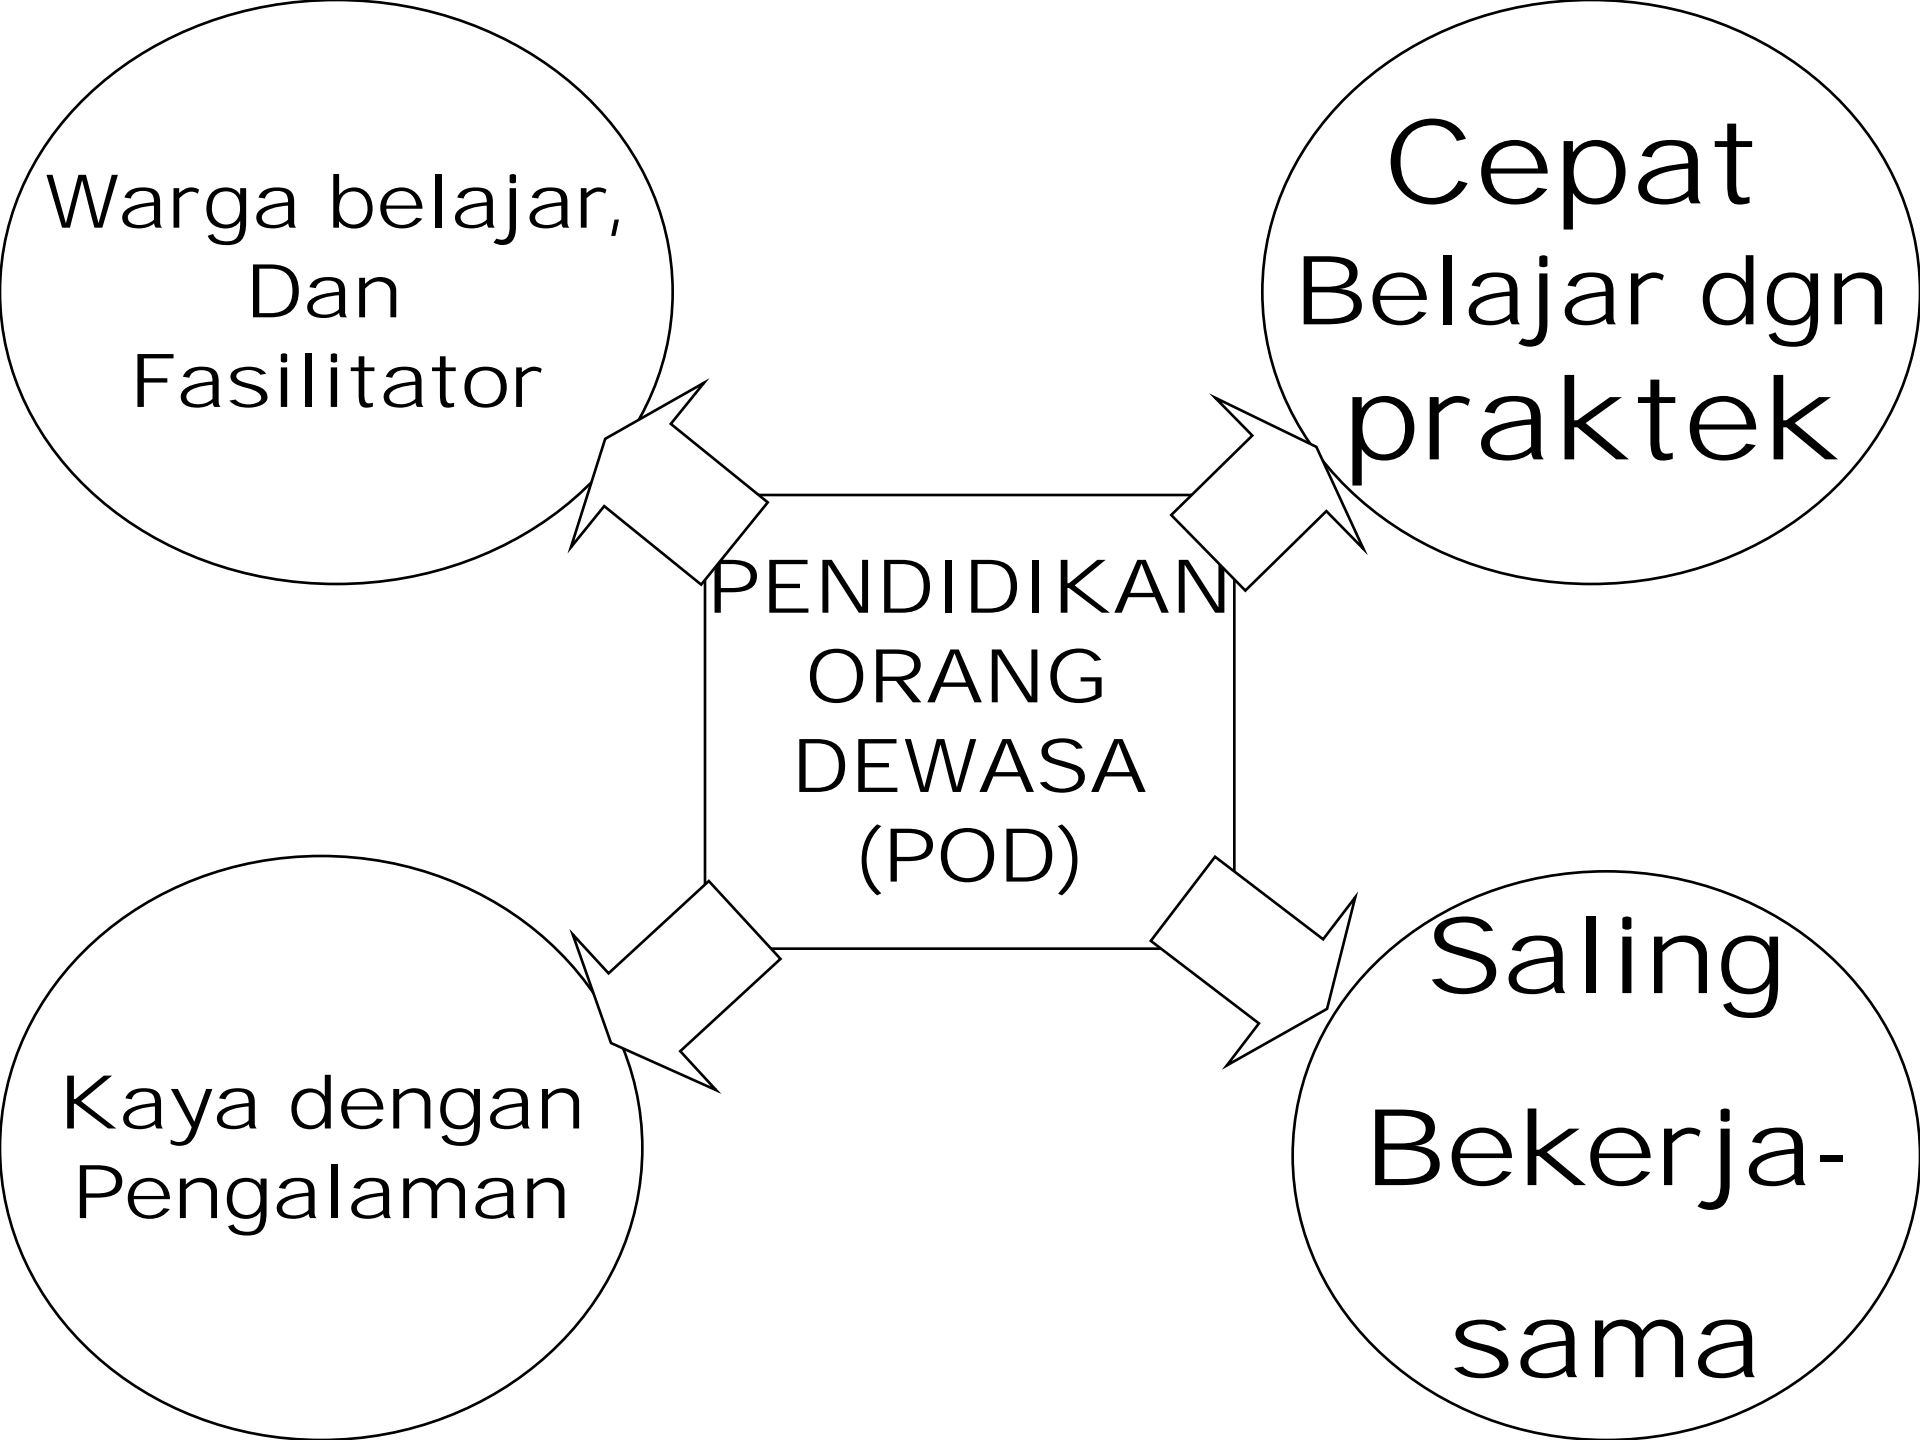 Warga belajar,
Dan
Fasilitator
Cepat
Belajar dgn
praktek
PENDIDIKAN
ORANG
DEWASA
(POD)
Kaya dengan
Pengalaman
Saling
Bekerja-
sama